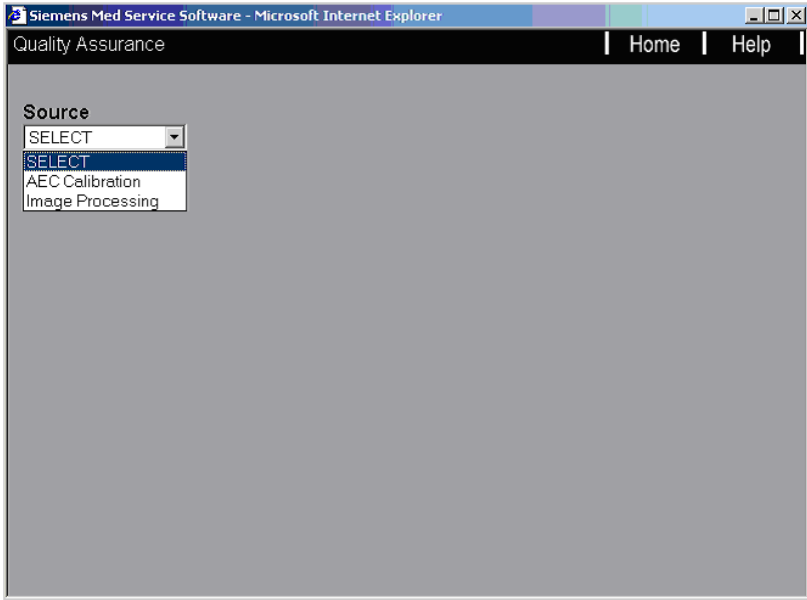 Siemens Med Service Software - Microsoft Internet Explorer
Quality Assurance Home Help
Source
SELECT
SELECT
AEC Calibration
Image Processing